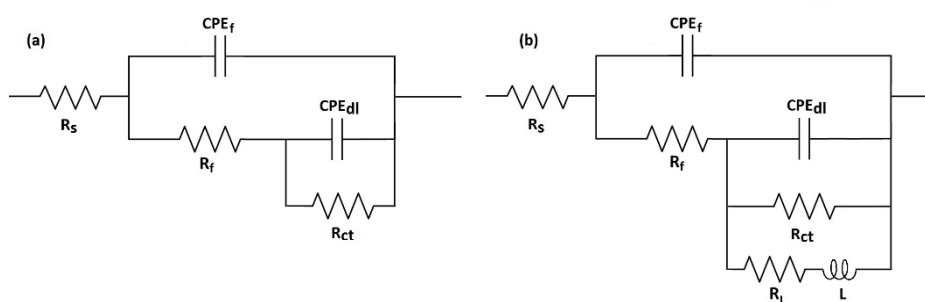 (a)
CPEf
Rs
CPEdl
Rf
Rct
(b)
CPEf
Rs
CPEdl
Rf
Rct
RL
L